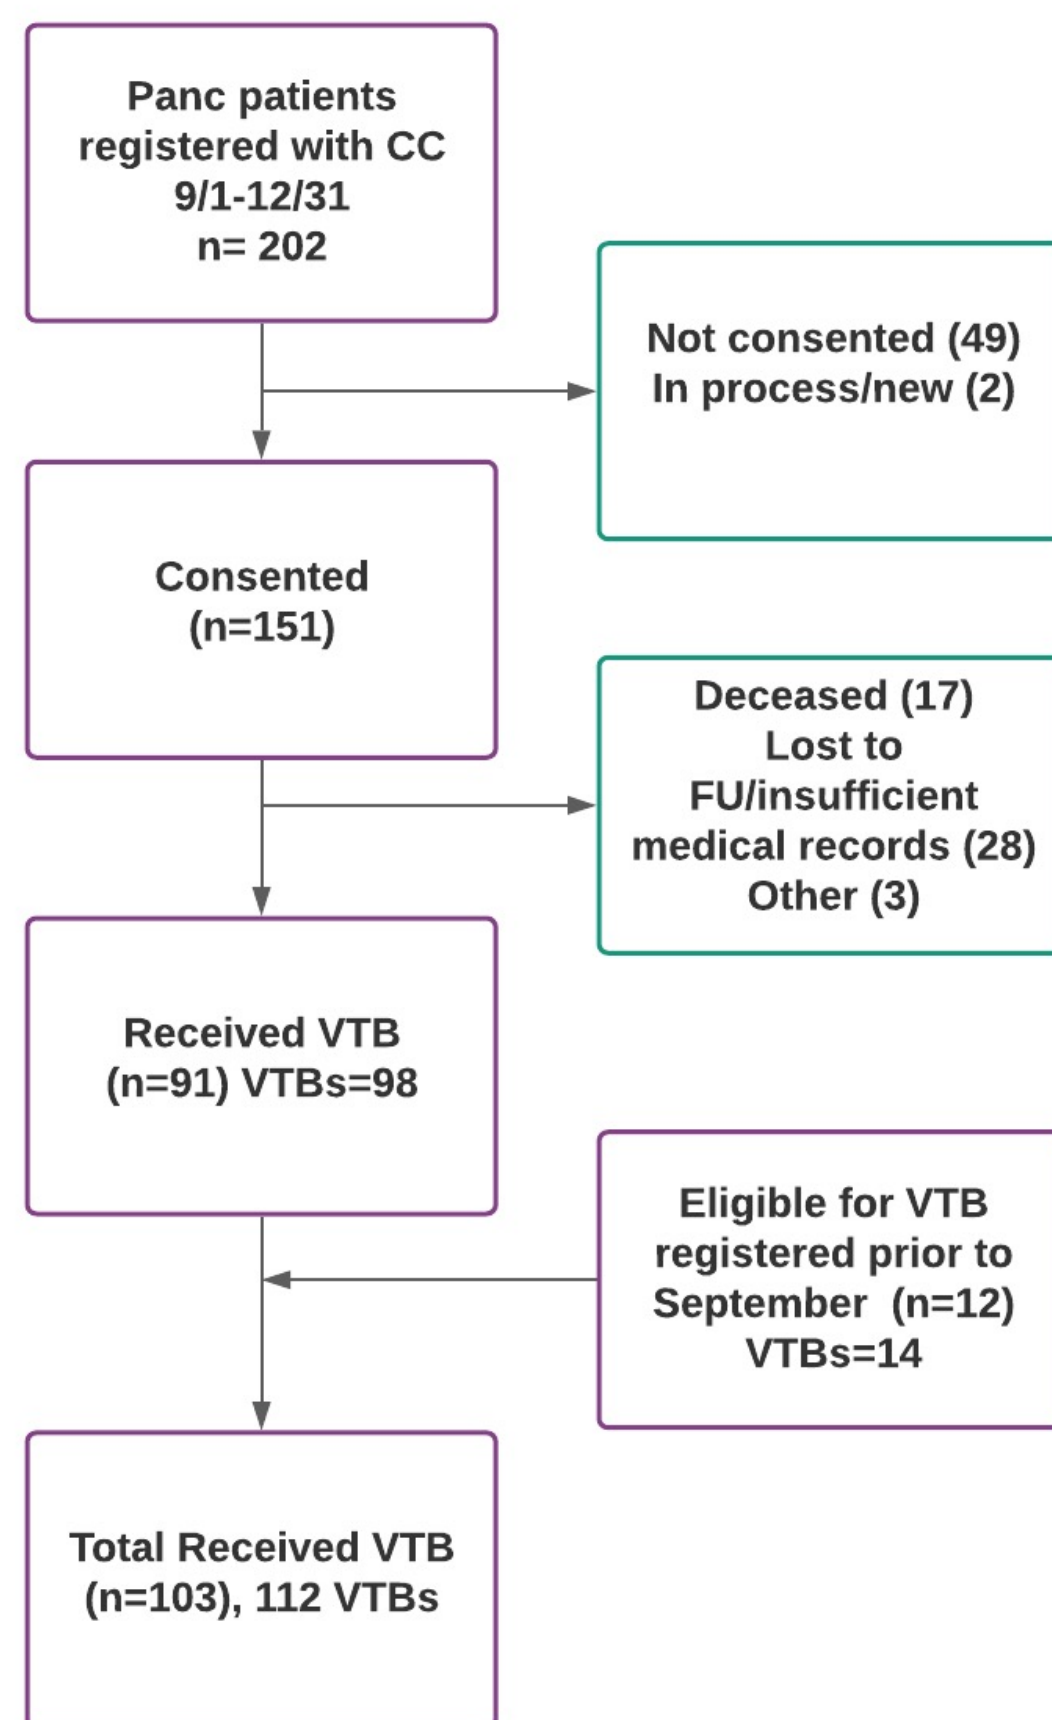 Panc patients
registered with CC
9/1-12/31
n= 202
Not consented (49)
In process/new (2)
Consented
(n=151)
Deceased (17)
Lost to
FU/insufficient
medical records (28)
Other (3)
Received VTB
(n=91) VTBs=98
Eligible for VTB
registered prior to
September (n=12)
VTBs=14
Total Received VTB
(n=103), 112 VTBs